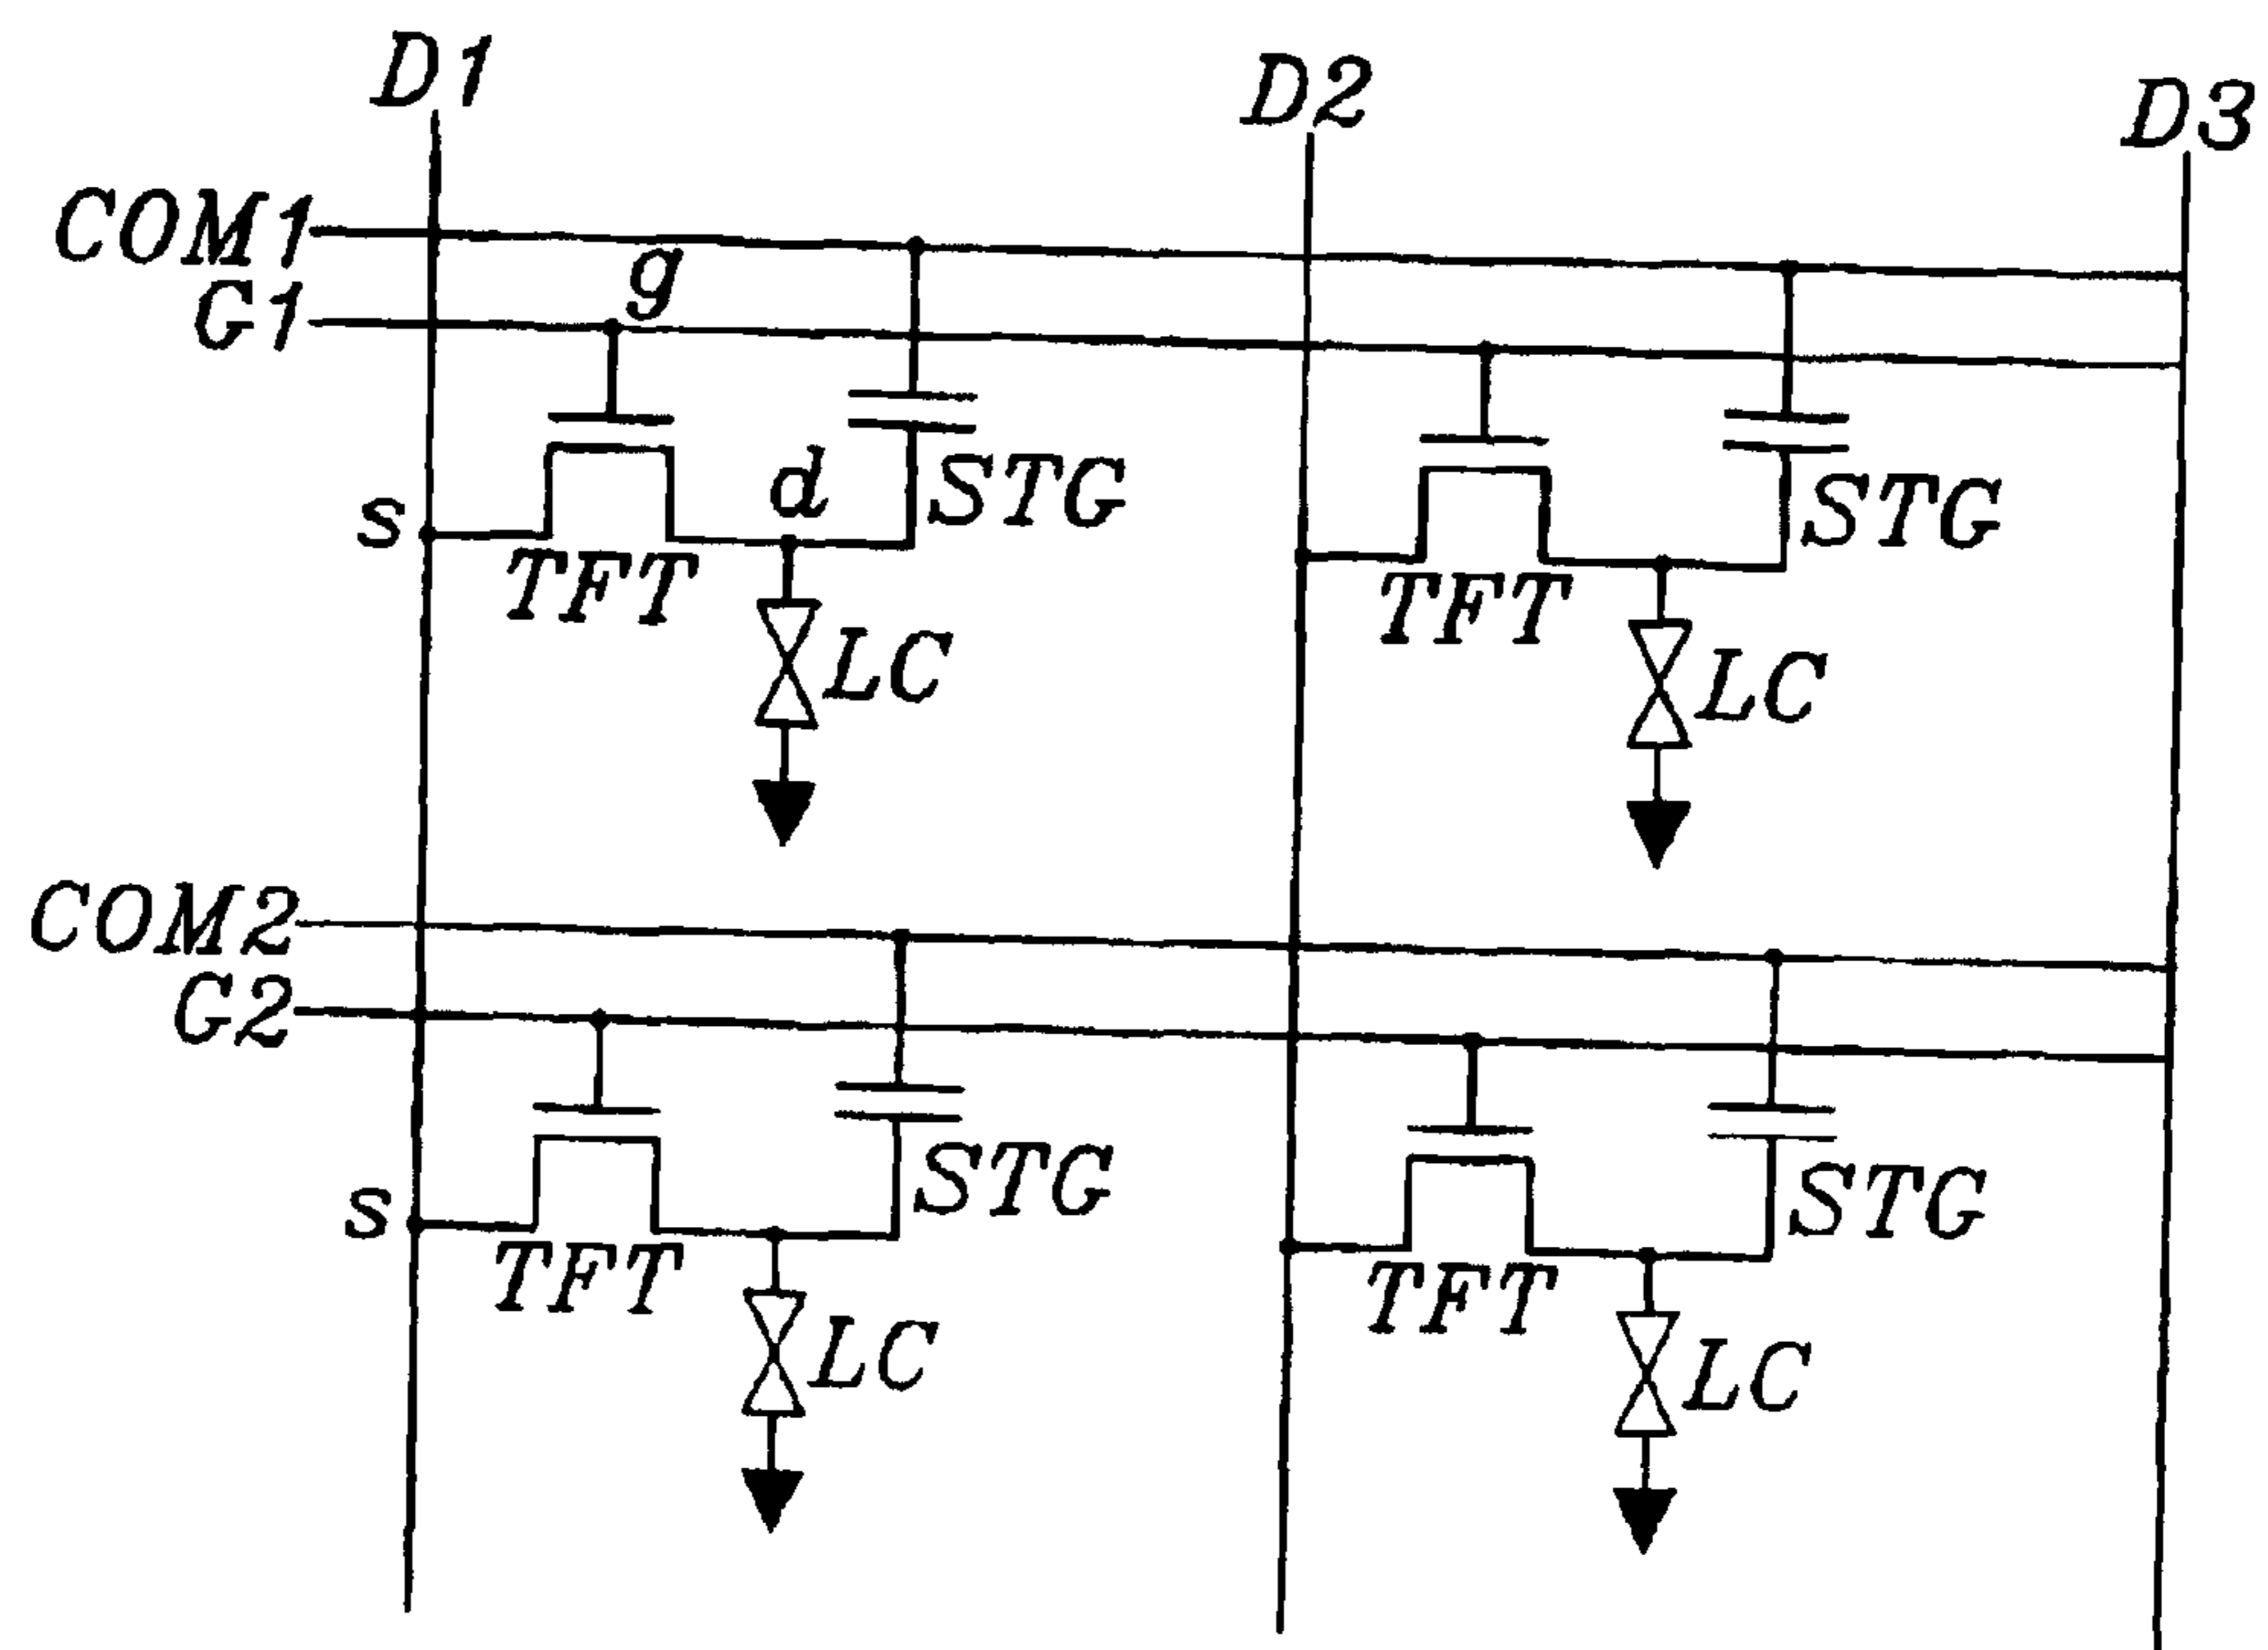 D1 D2 D3
COM1
g
G1
s d STG STG
TFT TFT
LC LC
COM2
G2
s STG STG
TFT TFT
LC LC